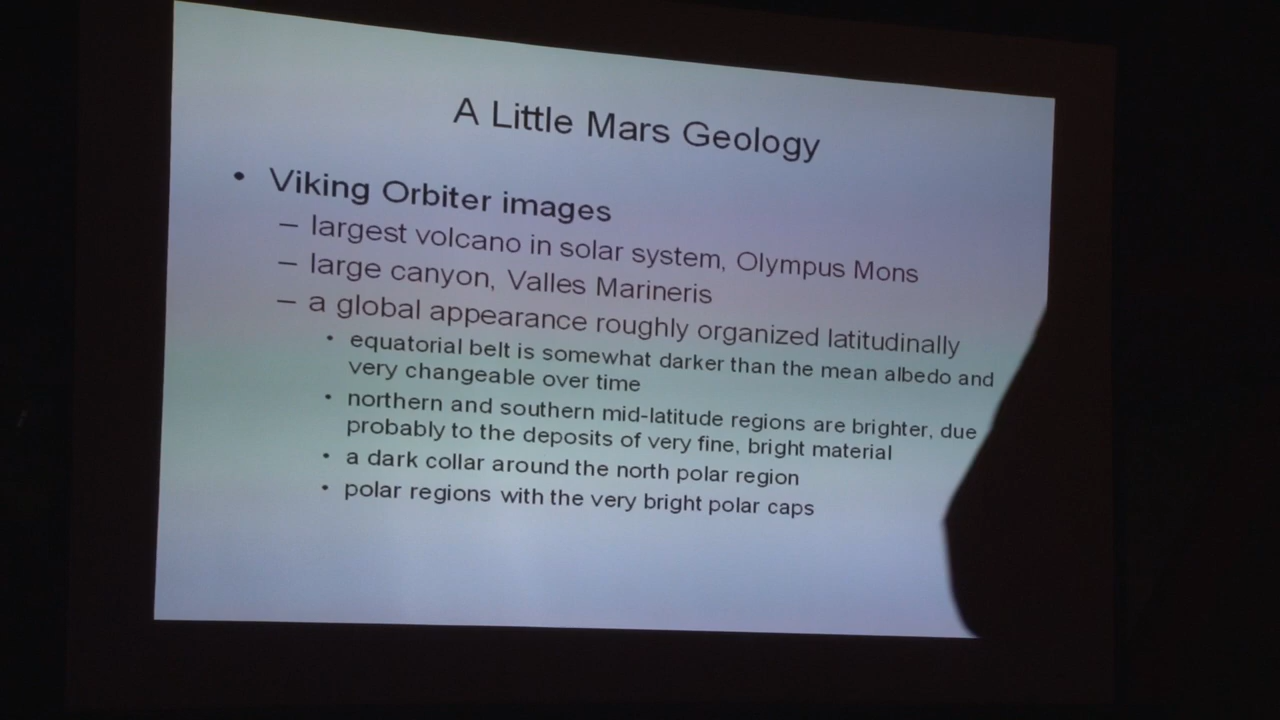 A Little Mars Geology
• Viking Orbiter images
– largest volcano in solar system, Olympus Mons
– large canyon, Valles Marineris
– a global appearance roughly organized latitudinally
• equatorial belt is somewhat darker than the mean albedo and
very changeable over time
• northern and southern mid-latitude regions are brighter, due
probably to the deposits of very fine, bright material
• a dark collar around the north polar region
• polar regions with the very bright polar caps